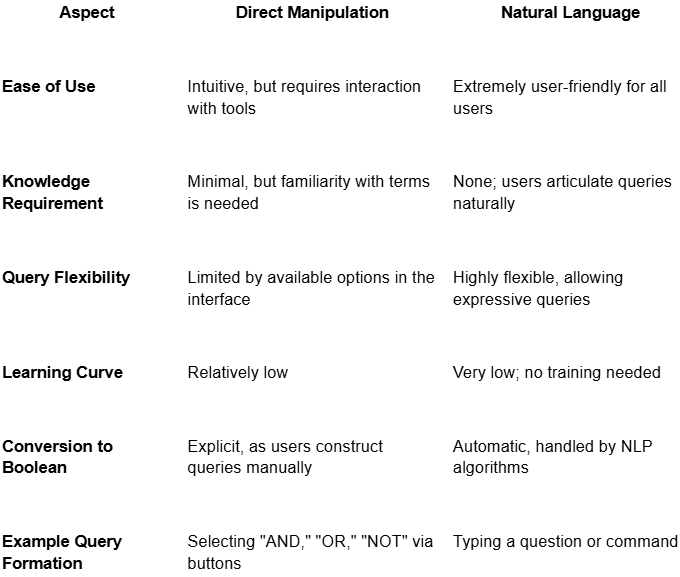 Aspect Direct Manipulation Natural Language
Ease of Use Intuitive, but requires interaction Extremely user-friendly for all
with tools users
Knowledge Minimal, but familiarity with terms None; users articulate queries
Requirement is needed naturally
Query Flexibility Limited by available options in the Highly flexible, allowing
interface expressive queries
Learning Curve Relatively low Very low; no training needed
Conversion to Explicit, as users construct Automatic, handled by NLP
Boolean queries manually algorithms
Example Query Selecting "AND," "OR," "NOT" via Typing a question or command
Formation buttons